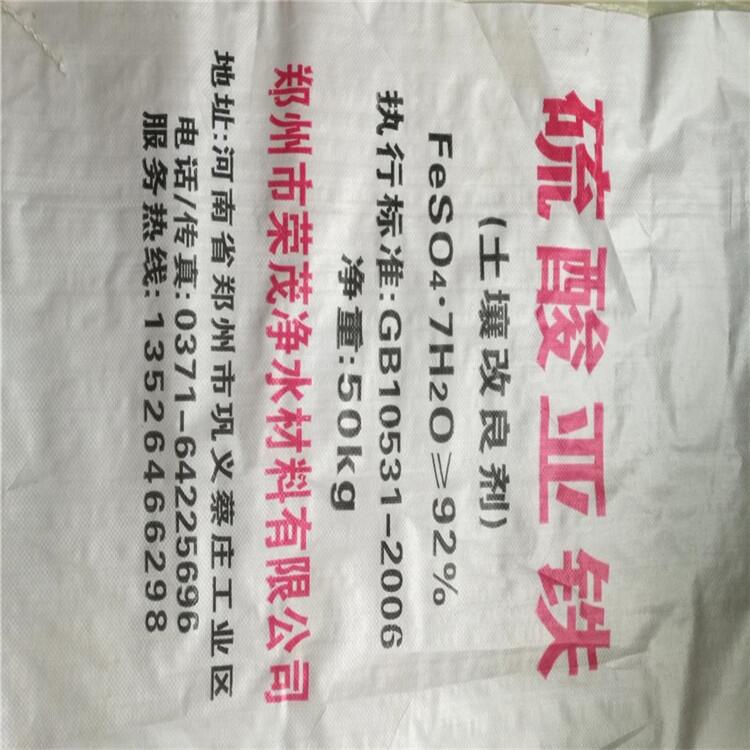 硫酸亚铁
(土壤改良剂)
FeSO4·7H2O≥92%
执行标准:GB10531-2006
净重:50kg
郑州市荣茂净水材料有限公司
地址:河南省郑州市巩义蔡庄工业区
电话/传真:0371-64225696
服务热线:13526466298